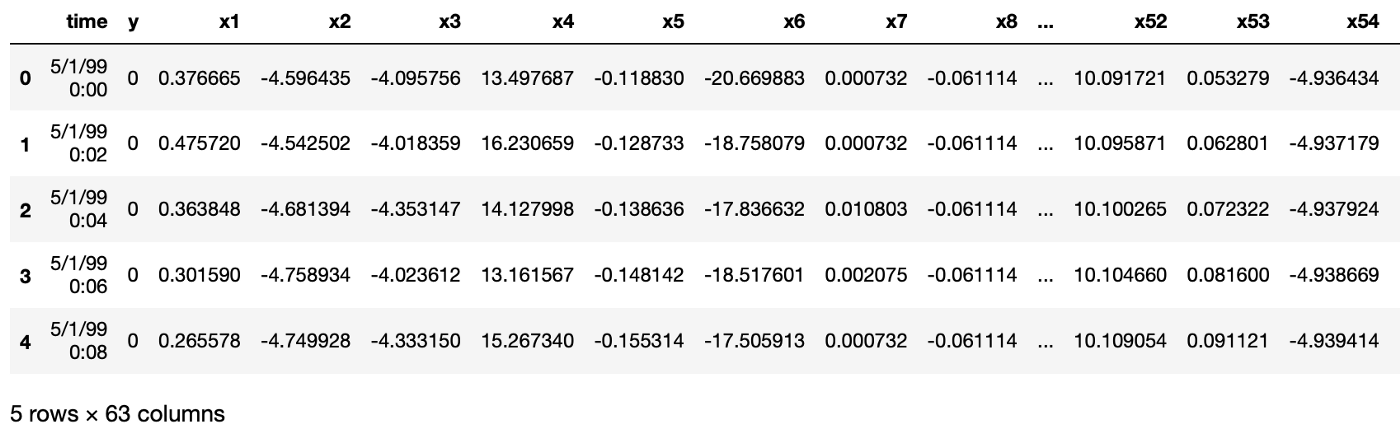 time y x1 x2 x3 x4 x5 x6 x7 x8 ... x52 x53 x54
0 5/1/99 0:00 0 0.376665 -4.596435 -4.095756 13.497687 -0.118830 -20.669883 0.000732 -0.061114 ... 10.091721 0.053279 -4.936434
1 5/1/99 0:02 0 0.475720 -4.542502 -4.018359 16.230659 -0.128733 -18.758079 0.000732 -0.061114 ... 10.095871 0.062801 -4.937179
2 5/1/99 0:04 0 0.363848 -4.681394 -4.353147 14.127998 -0.138636 -17.836632 0.010803 -0.061114 ... 10.100265 0.072322 -4.937924
3 5/1/99 0:06 0 0.301590 -4.758934 -4.023612 13.161567 -0.148142 -18.517601 0.002075 -0.061114 ... 10.104660 0.081600 -4.938669
4 5/1/99 0:08 0 0.265578 -4.749928 -4.333150 15.267340 -0.155314 -17.505913 0.000732 -0.061114 ... 10.109054 0.091121 -4.939414
5 rows × 63 columns